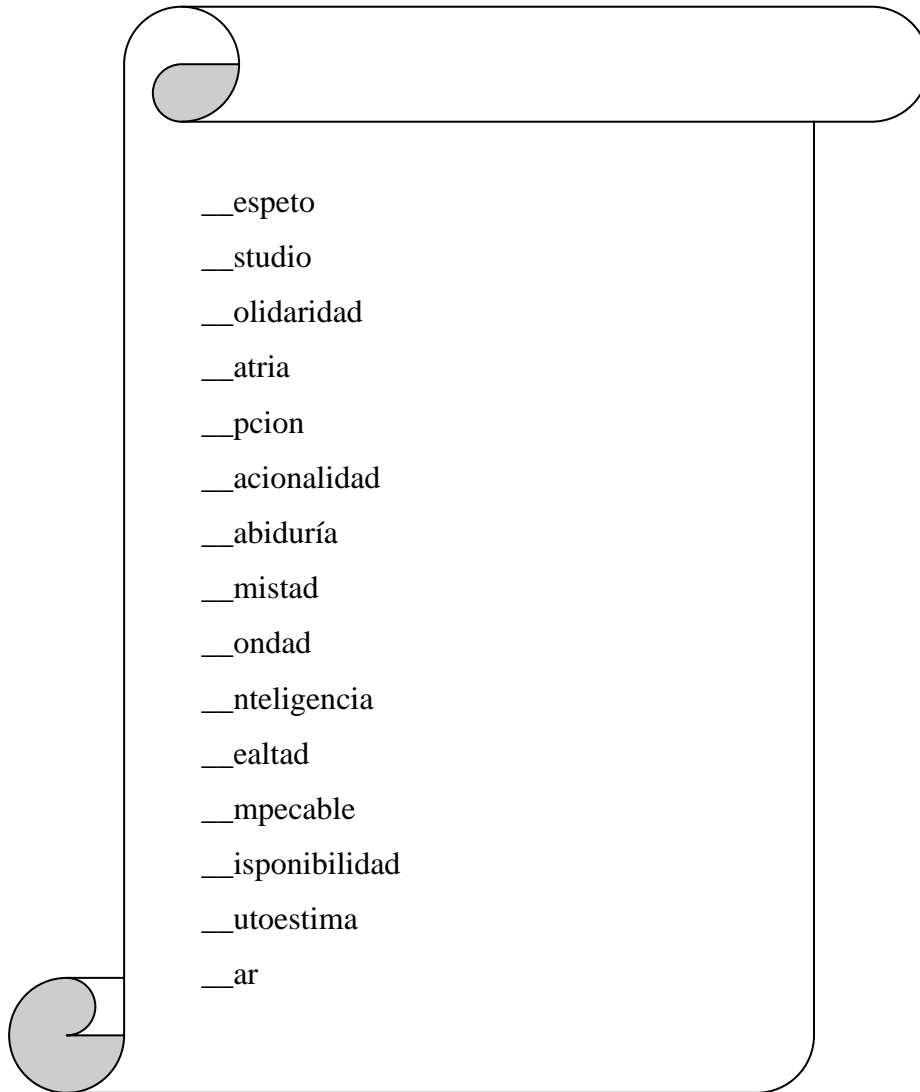 __espeto
__studio
__olidaridad
__atria
__pcion
__acionalidad
__abiduría
__mistad
__ondad
__nteligencia
__ealtad
__mpecable
__isponibilidad
__utoestima
__ar